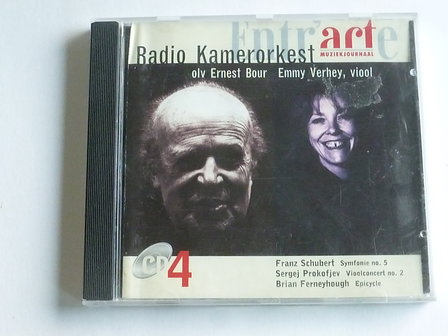 Entr'arte
Radio Kamerorkest
MUZIEKJOURNAAL
olv Ernest Bour Emmy Verhey, viool
CD 4
Franz Schubert Symfonie no. 5
Sergej Prokofjev Vioolconcert no. 2
Brian Ferneyhough Epicycle